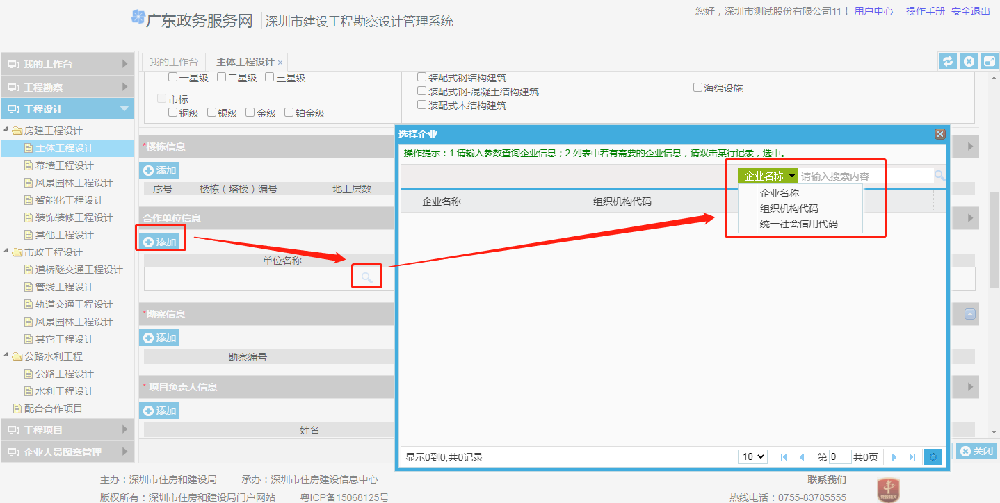 广东政务服务网 深圳市建设工程勘察设计管理系统
您好，深圳市测试股份有限公司11！ 用户中心 操作手册 安全退出
我的工作台
工程勘察
工程设计
房建工程设计
主体工程设计
幕墙工程设计
风景园林工程设计
智能化工程设计
装饰装修工程设计
其他工程设计
市政工程设计
道桥隧交通工程设计
管线工程设计
轨道交通工程设计
风景园林工程设计
其它工程设计
公路水利工程
公路工程设计
水利工程设计
配合合作项目
工程项目
企业人员图章管理
我的工作台 主体工程设计 ×
一星级 二星级 三星级
市标
铜级 银级 金级 铂金级
装配式钢结构建筑
装配式钢-混凝土结构建筑
装配式木结构建筑
海绵设施
*楼栋信息
添加
序号 楼栋（塔楼）编号 地上层数
合作单位信息
添加
单位名称
*勘察信息
添加
勘察编号
* 项目负责人信息
添加
姓名
选择企业
操作提示：1.请输入参数查询企业信息；2.列表中若有需要的企业信息，请双击某行记录，选中。
企业名称 请输入搜索内容
企业名称
组织机构代码
统一社会信用代码
企业名称 组织机构代码
显示0到0,共0记录
10 第 0 共0页
关闭
主办：深圳市住房和建设局 承办：深圳市住房建设信息中心
版权所有：深圳市住房和建设局门户网站 粤ICP备15068125号
联系我们
热线电话：0755-83785555